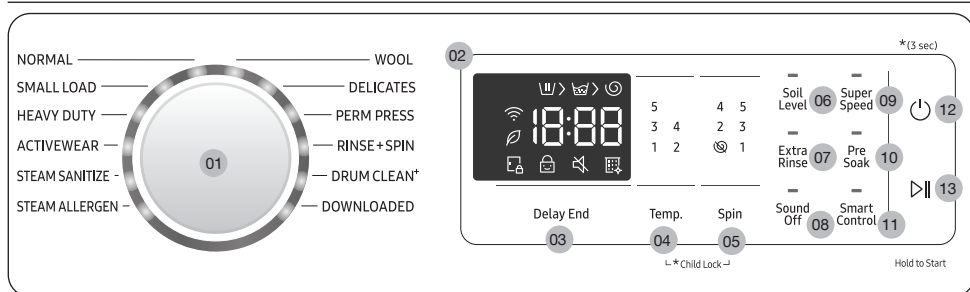 NORMAL
SMALL LOAD
HEAVY DUTY
ACTIVEWEAR
STEAM SANITIZE
STEAM ALLERGEN
01
WOOL
DELICATES
PERM PRESS
RINSE+SPIN
DRUM CLEAN+
DOWNLOADED
02
18:88
Delay End
03
5
3 4
1 2
Temp.
04
4 5
2 3
1
Spin
05
*Child Lock
Soil
Level
06
Super
Speed
09
Extra
Rinse
07
Pre
Soak
10
Sound
Off
08
Smart
Control
11
*(3 sec)
12
13
Hold to Start